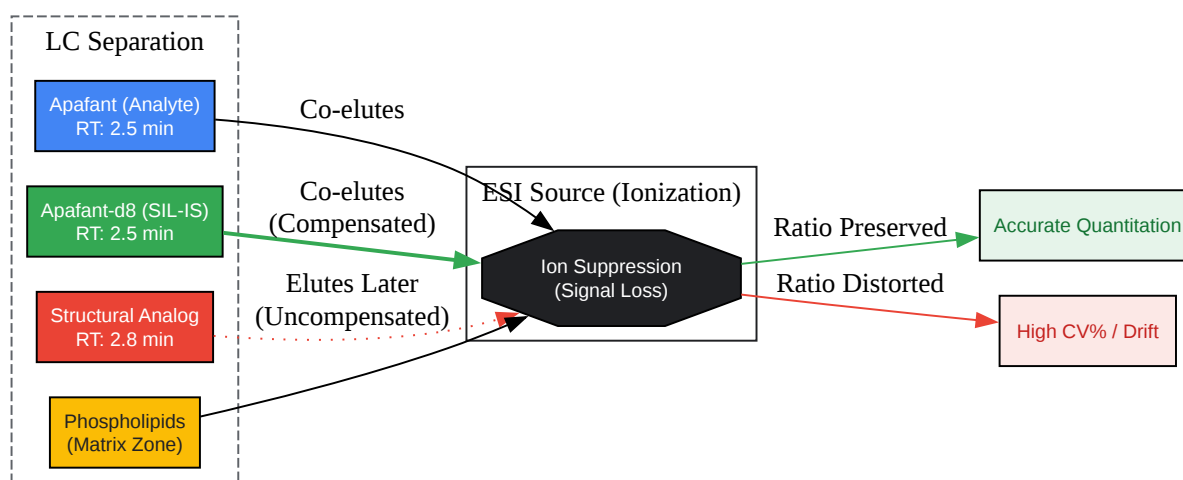 LC Separation
Apafant (Analyte)
RT: 2.5 min
Co-elutes
Apafant-d8 (SIL-IS)
RT: 2.5 min
Co-elutes
(Compensated)
Structural Analog
RT: 2.8 min
Elutes Later
(Uncompensated)
Phospholipids
(Matrix Zone)
ESI Source (Ionization)
Ion Suppression
(Signal Loss)
Ratio Preserved
Accurate Quantitation
Ratio Distorted
High CV% / Drift